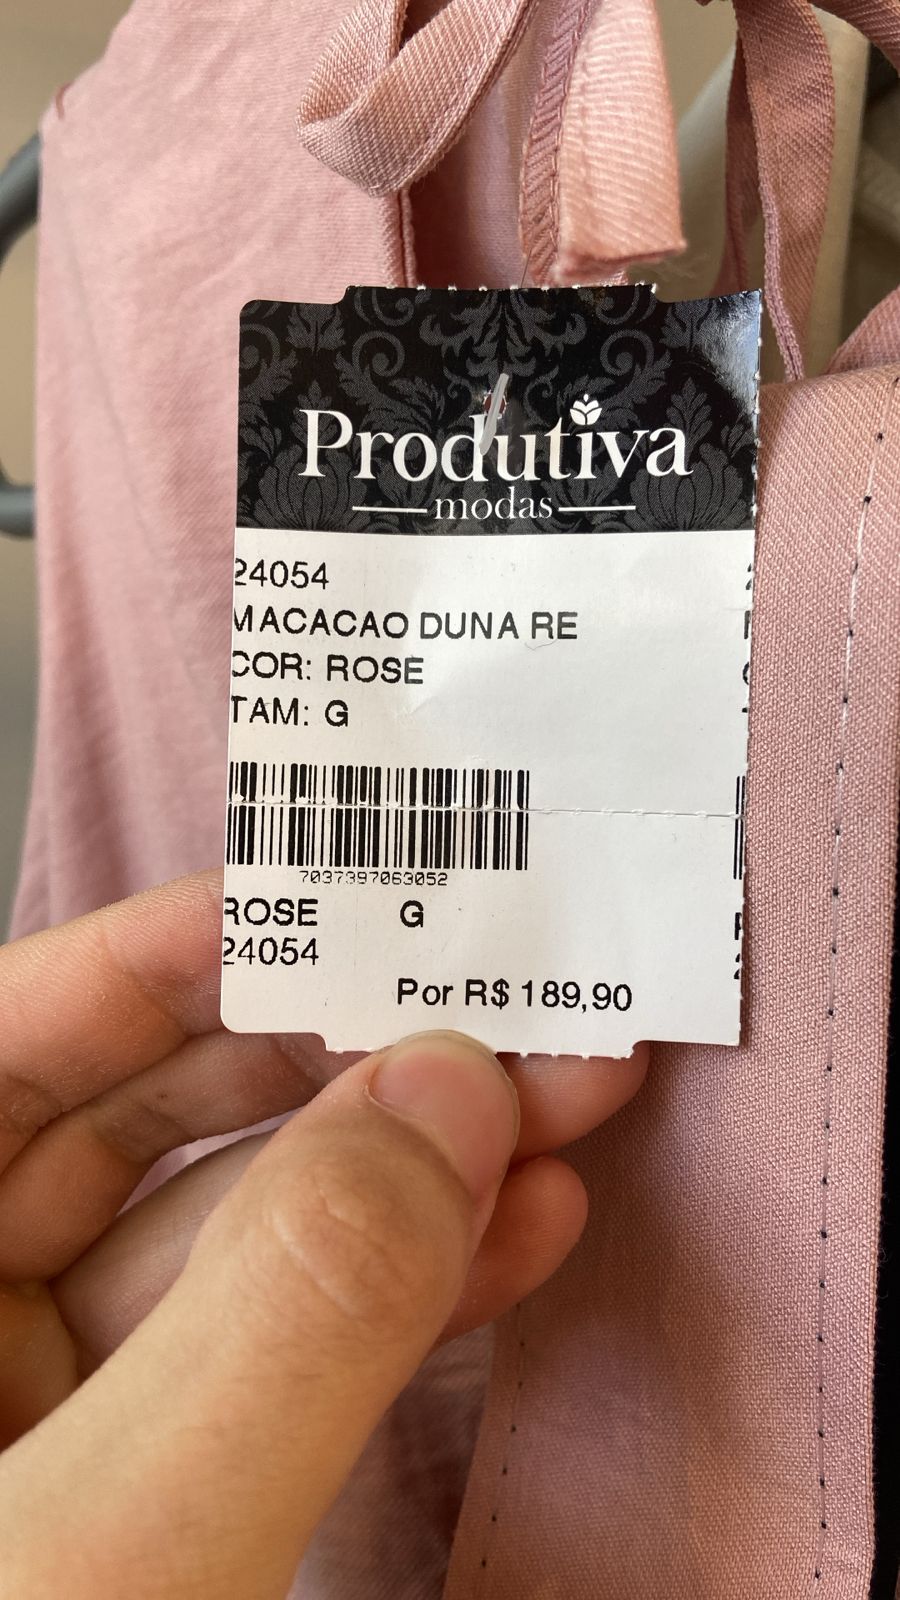 Produtiva
modas
24054
MACACAO DUNA RE
COR: ROSE
TAM: G
7037397063052
ROSE G
24054
Por R$ 189,90